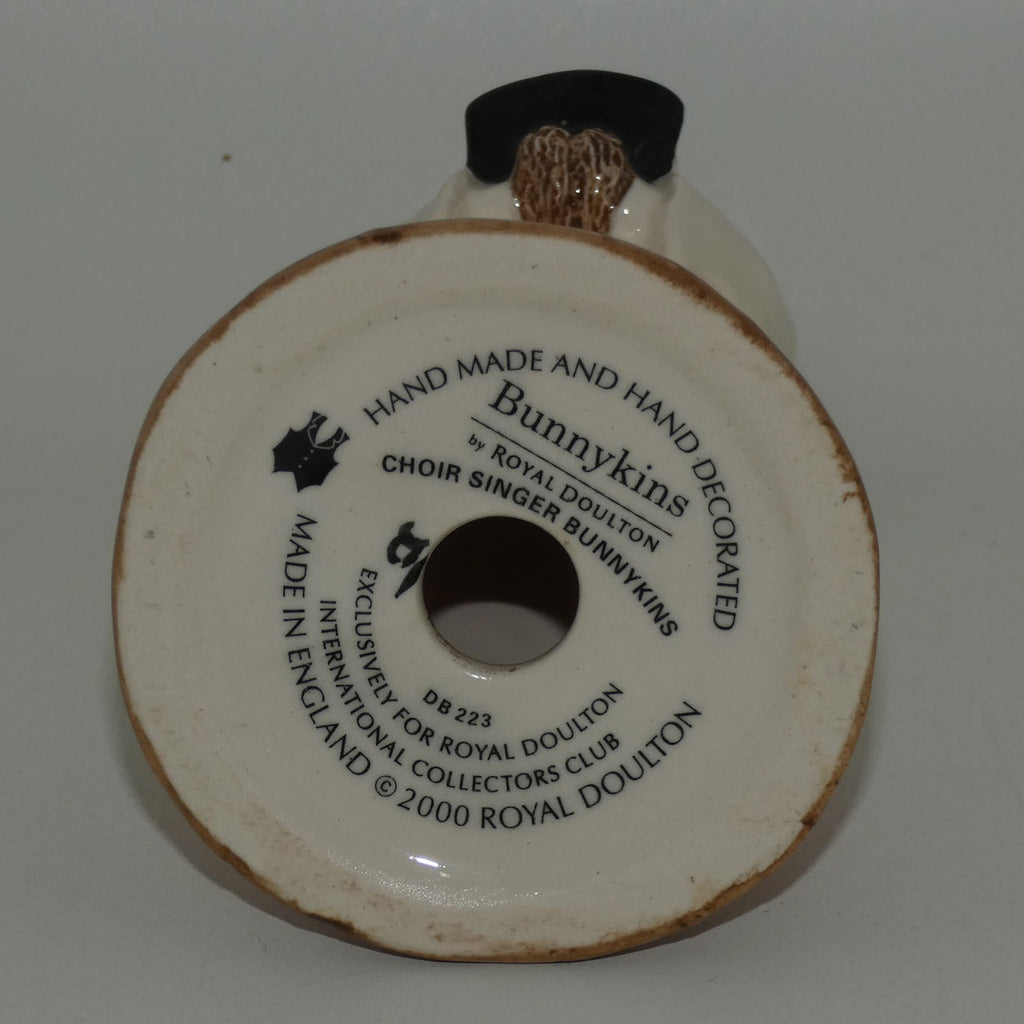 HAND MADE AND HAND DECORATED
Bunnykins
by ROYAL DOULTON
CHOIR SINGER BUNNYKINS
DB 223
EXCLUSIVELY FOR ROYAL DOULTON
INTERNATIONAL COLLECTORS CLUB
MADE IN ENGLAND © 2000 ROYAL DOULTON